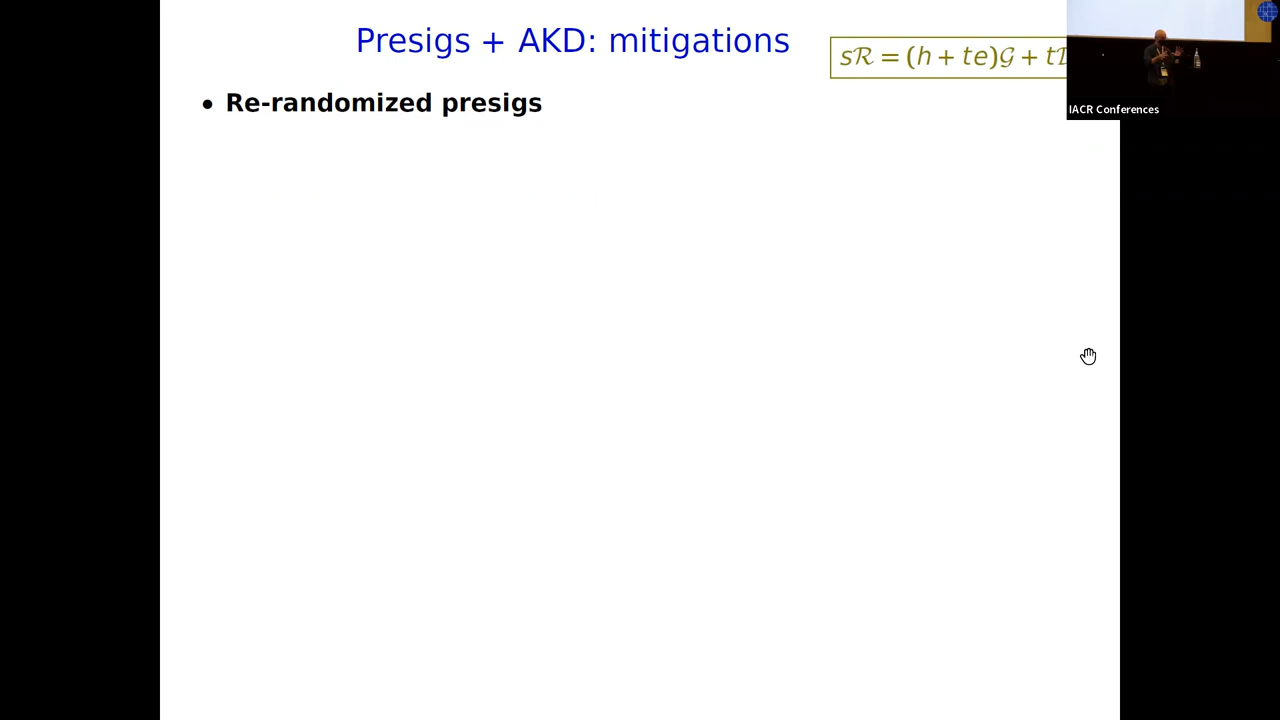 Presigs + AKD: mitigations
sℛ = (h + te)𝒢 + t
• Re-randomized presigs
IACR Conferences